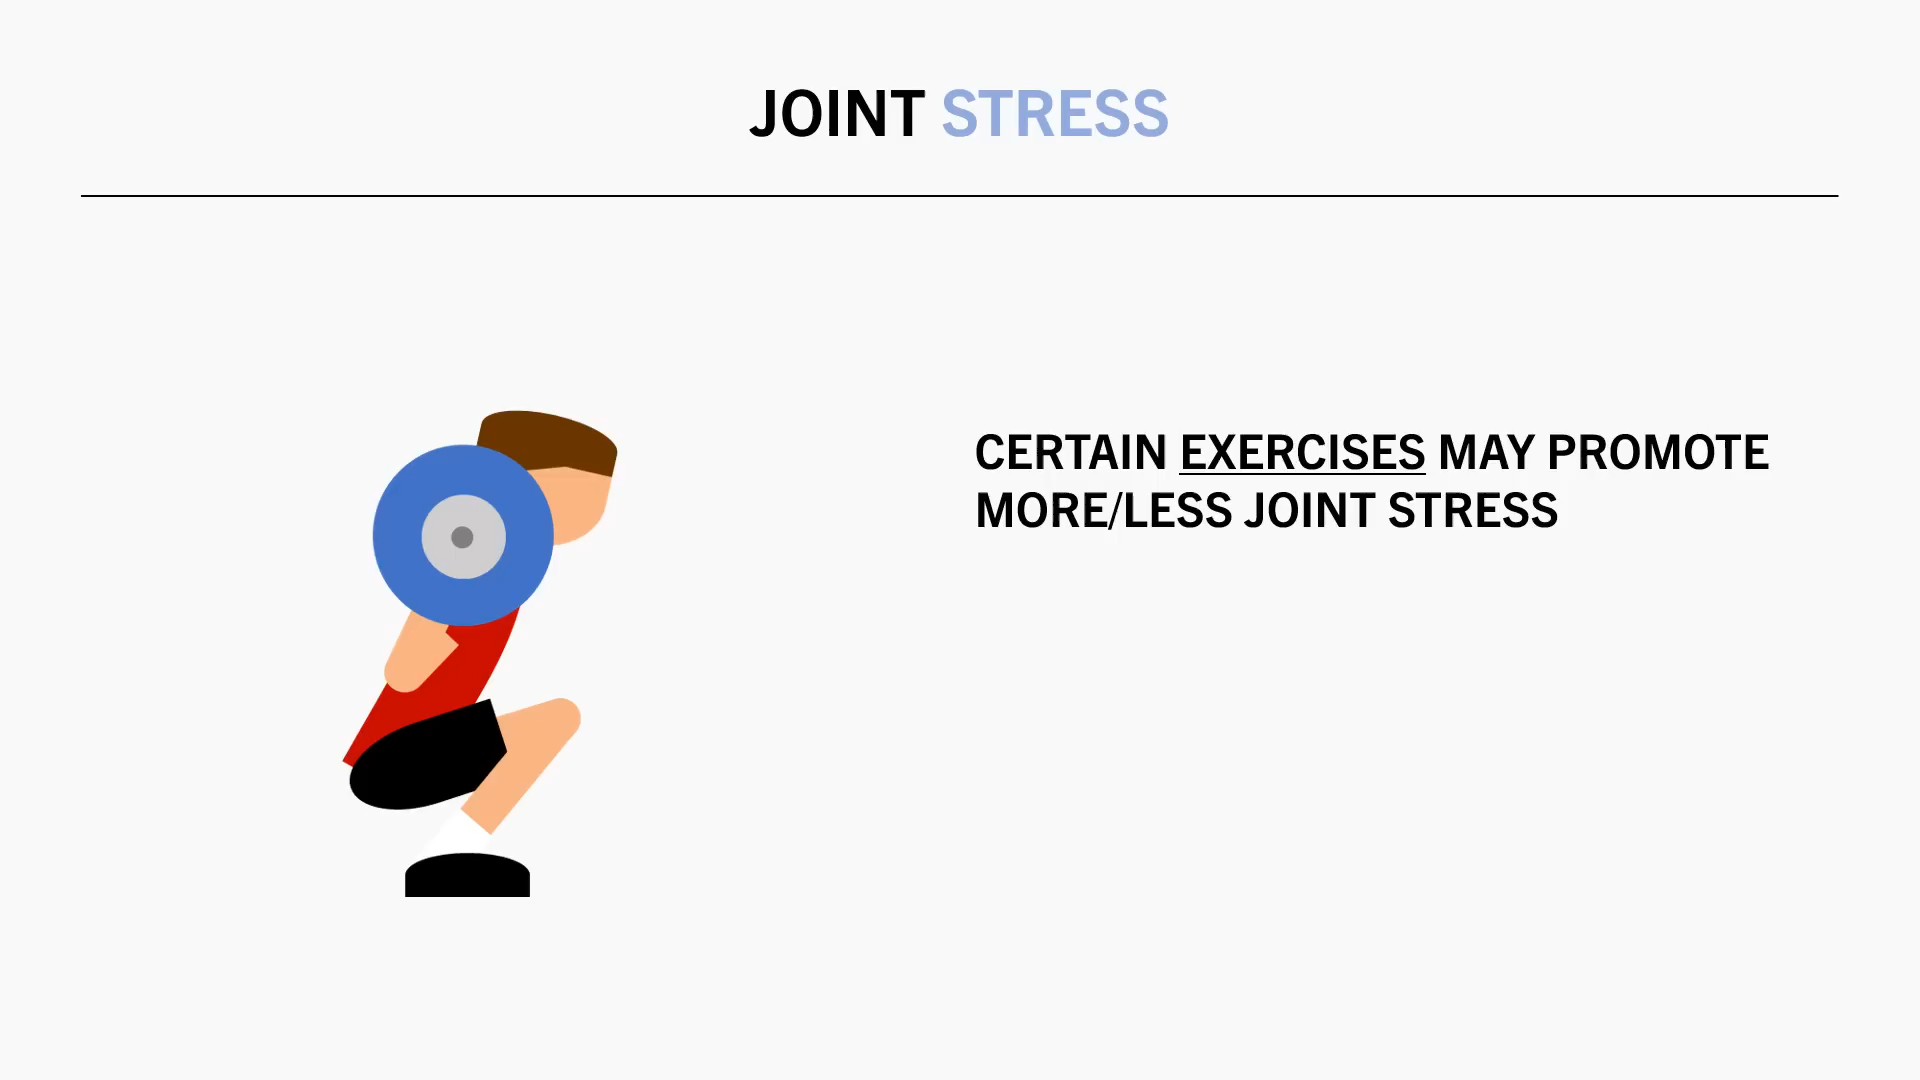 JOINT STRESS
CERTAIN EXERCISES MAY PROMOTE
MORE/LESS JOINT STRESS